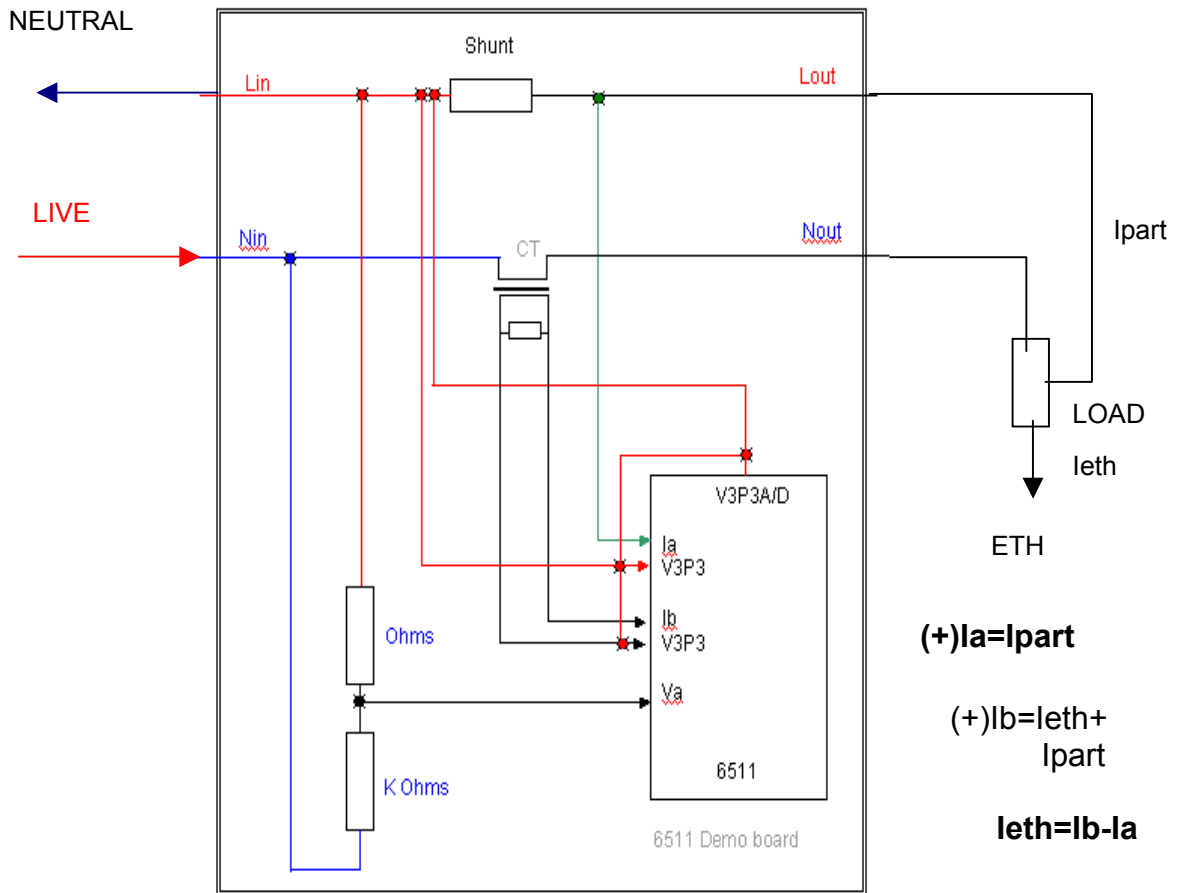 NEUTRAL
Shunt
Lin
Lout
LIVE
Nin
CT
Nout
Ipart
LOAD
Ieth
ETH
V3P3A/D
Ia
V3P3
Ib
V3P3
Va
Ohms
K Ohms
6511
6511 Demo board
(+)Ia=Ipart
(+)Ib=Ieth+
Ipart
Ieth=Ib-Ia